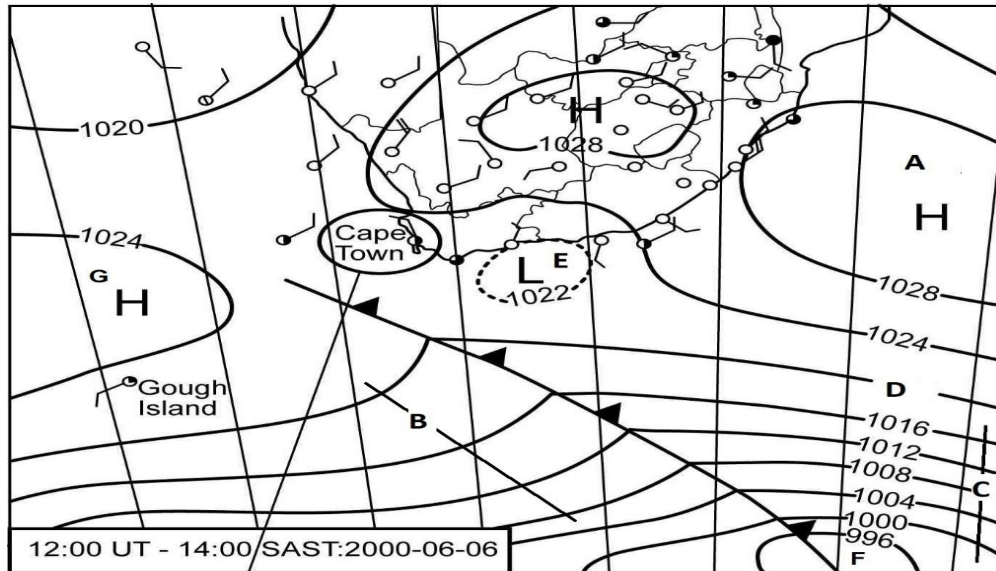 H
1028
1020
A
H
Cape
Town
1024
G
H
L
E
1022
1028
1024
Gough
Island
B
D
1016
1012
1008
C
1004
1000
996
F
12:00 UT - 14:00 SAST:2000-06-06